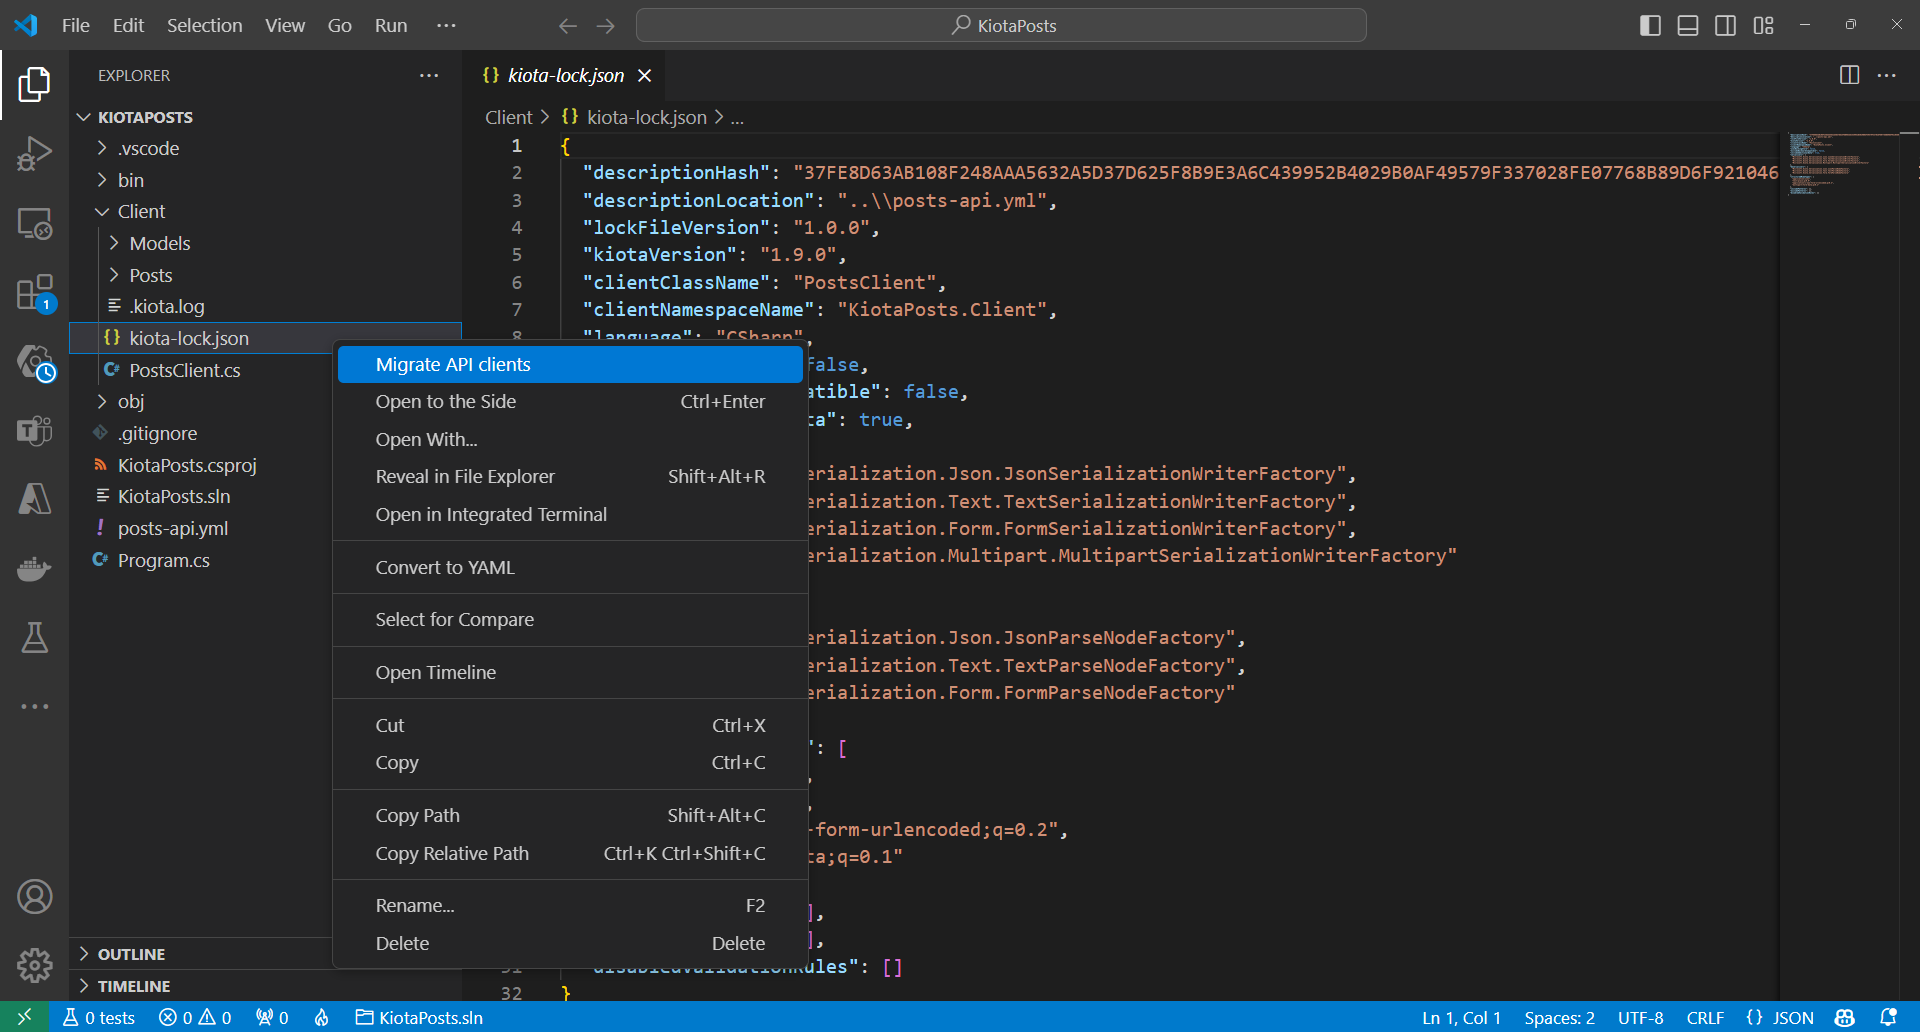 File Edit Selection View Go Run ···
KiotaPosts
EXPLORER
KIOTAPOSTS
.vscode
bin
Client
Models
Posts
.kiota.log
kiota-lock.json
PostsClient.cs
obj
.gitignore
KiotaPosts.csproj
KiotaPosts.sln
posts-api.yml
Program.cs
OUTLINE
TIMELINE
1
kiota-lock.json
Client > {} kiota-lock.json > ...
1 {
2 "descriptionHash": "37FE8D63AB108F248AAA5632A5D37D625F8B9E3A6C439952B4029B0AF49579F337028FE07768B89D6F921046
3 "descriptionLocation": "..\\posts-api.yml",
4 "lockFileVersion": "1.0.0",
5 "kiotaVersion": "1.9.0",
6 "clientClassName": "PostsClient",
7 "clientNamespaceName": "KiotaPosts.Client",
8 "language": "CSharp",
false,
atible": false,
ta": true,
erialization.Json.JsonSerializationWriterFactory",
erialization.Text.TextSerializationWriterFactory",
erialization.Form.FormSerializationWriterFactory",
erialization.Multipart.MultipartSerializationWriterFactory"
erialization.Json.JsonParseNodeFactory",
erialization.Text.TextParseNodeFactory",
erialization.Form.FormParseNodeFactory"
": [
,
,
-form-urlencoded;q=0.2",
ta;q=0.1"
],
],
31 "disabledValidationRules": []
32 }
Migrate API clients
Open to the Side Ctrl+Enter
Open With...
Reveal in File Explorer Shift+Alt+R
Open in Integrated Terminal
Convert to YAML
Select for Compare
Open Timeline
Cut Ctrl+X
Copy Ctrl+C
Copy Path Shift+Alt+C
Copy Relative Path Ctrl+K Ctrl+Shift+C
Rename... F2
Delete Delete
0 tests 0 0 0 KiotaPosts.sln Ln 1, Col 1 Spaces: 2 UTF-8 CRLF {} JSON